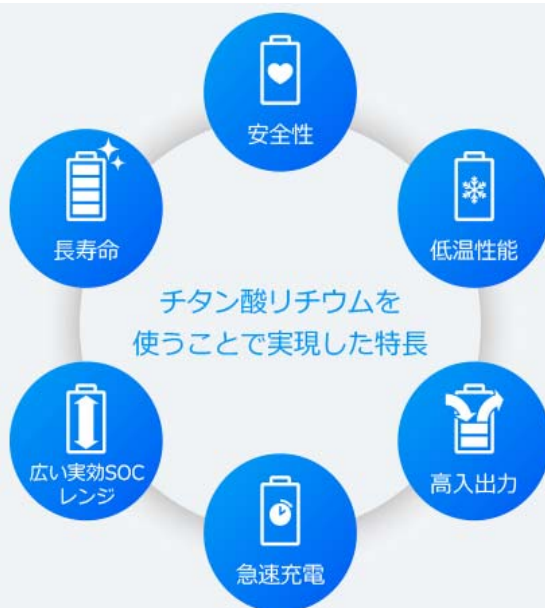 安全性
長寿命
低温性能
チタン酸リチウムを
使うことで実現した特長
広い実効SOC
レンジ
高入出力
急速充電